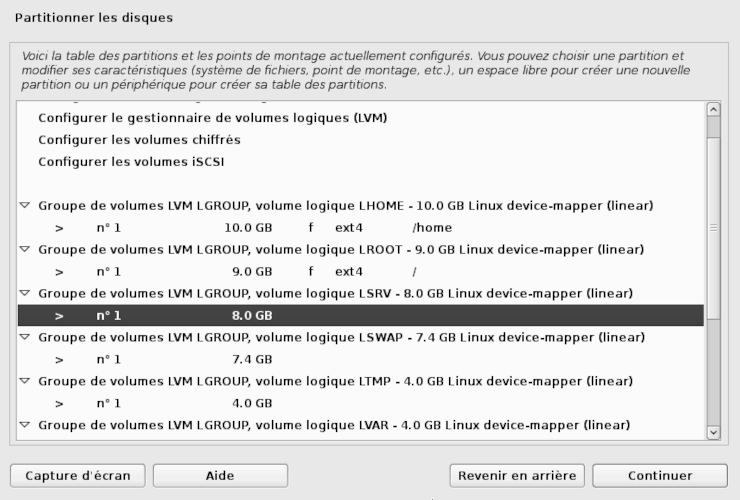 Partitionner les disques
Voici la table des partitions et les points de montage actuellement configurés. Vous pouvez choisir une partition et
modifier ses caractéristiques (système de fichiers, point de montage, etc.), un espace libre pour créer une nouvelle
partition ou un périphérique pour créer sa table des partitions.
Configurer le gestionnaire de volumes logiques (LVM)
Configurer les volumes chiffrés
Configurer les volumes iSCSI
Groupe de volumes LVM LGROUP, volume logique LHOME - 10.0 GB Linux device-mapper (linear)
> n° 1 10.0 GB f ext4 /home
Groupe de volumes LVM LGROUP, volume logique LROOT - 9.0 GB Linux device-mapper (linear)
> n° 1 9.0 GB f ext4 /
Groupe de volumes LVM LGROUP, volume logique LSRV - 8.0 GB Linux device-mapper (linear)
> n° 1 8.0 GB
Groupe de volumes LVM LGROUP, volume logique LSWAP - 7.4 GB Linux device-mapper (linear)
> n° 1 7.4 GB
Groupe de volumes LVM LGROUP, volume logique LTMP - 4.0 GB Linux device-mapper (linear)
> n° 1 4.0 GB
Groupe de volumes LVM LGROUP, volume logique LVAR - 4.0 GB Linux device-mapper (linear)
Capture d'écran Aide Revenir en arrière Continuer